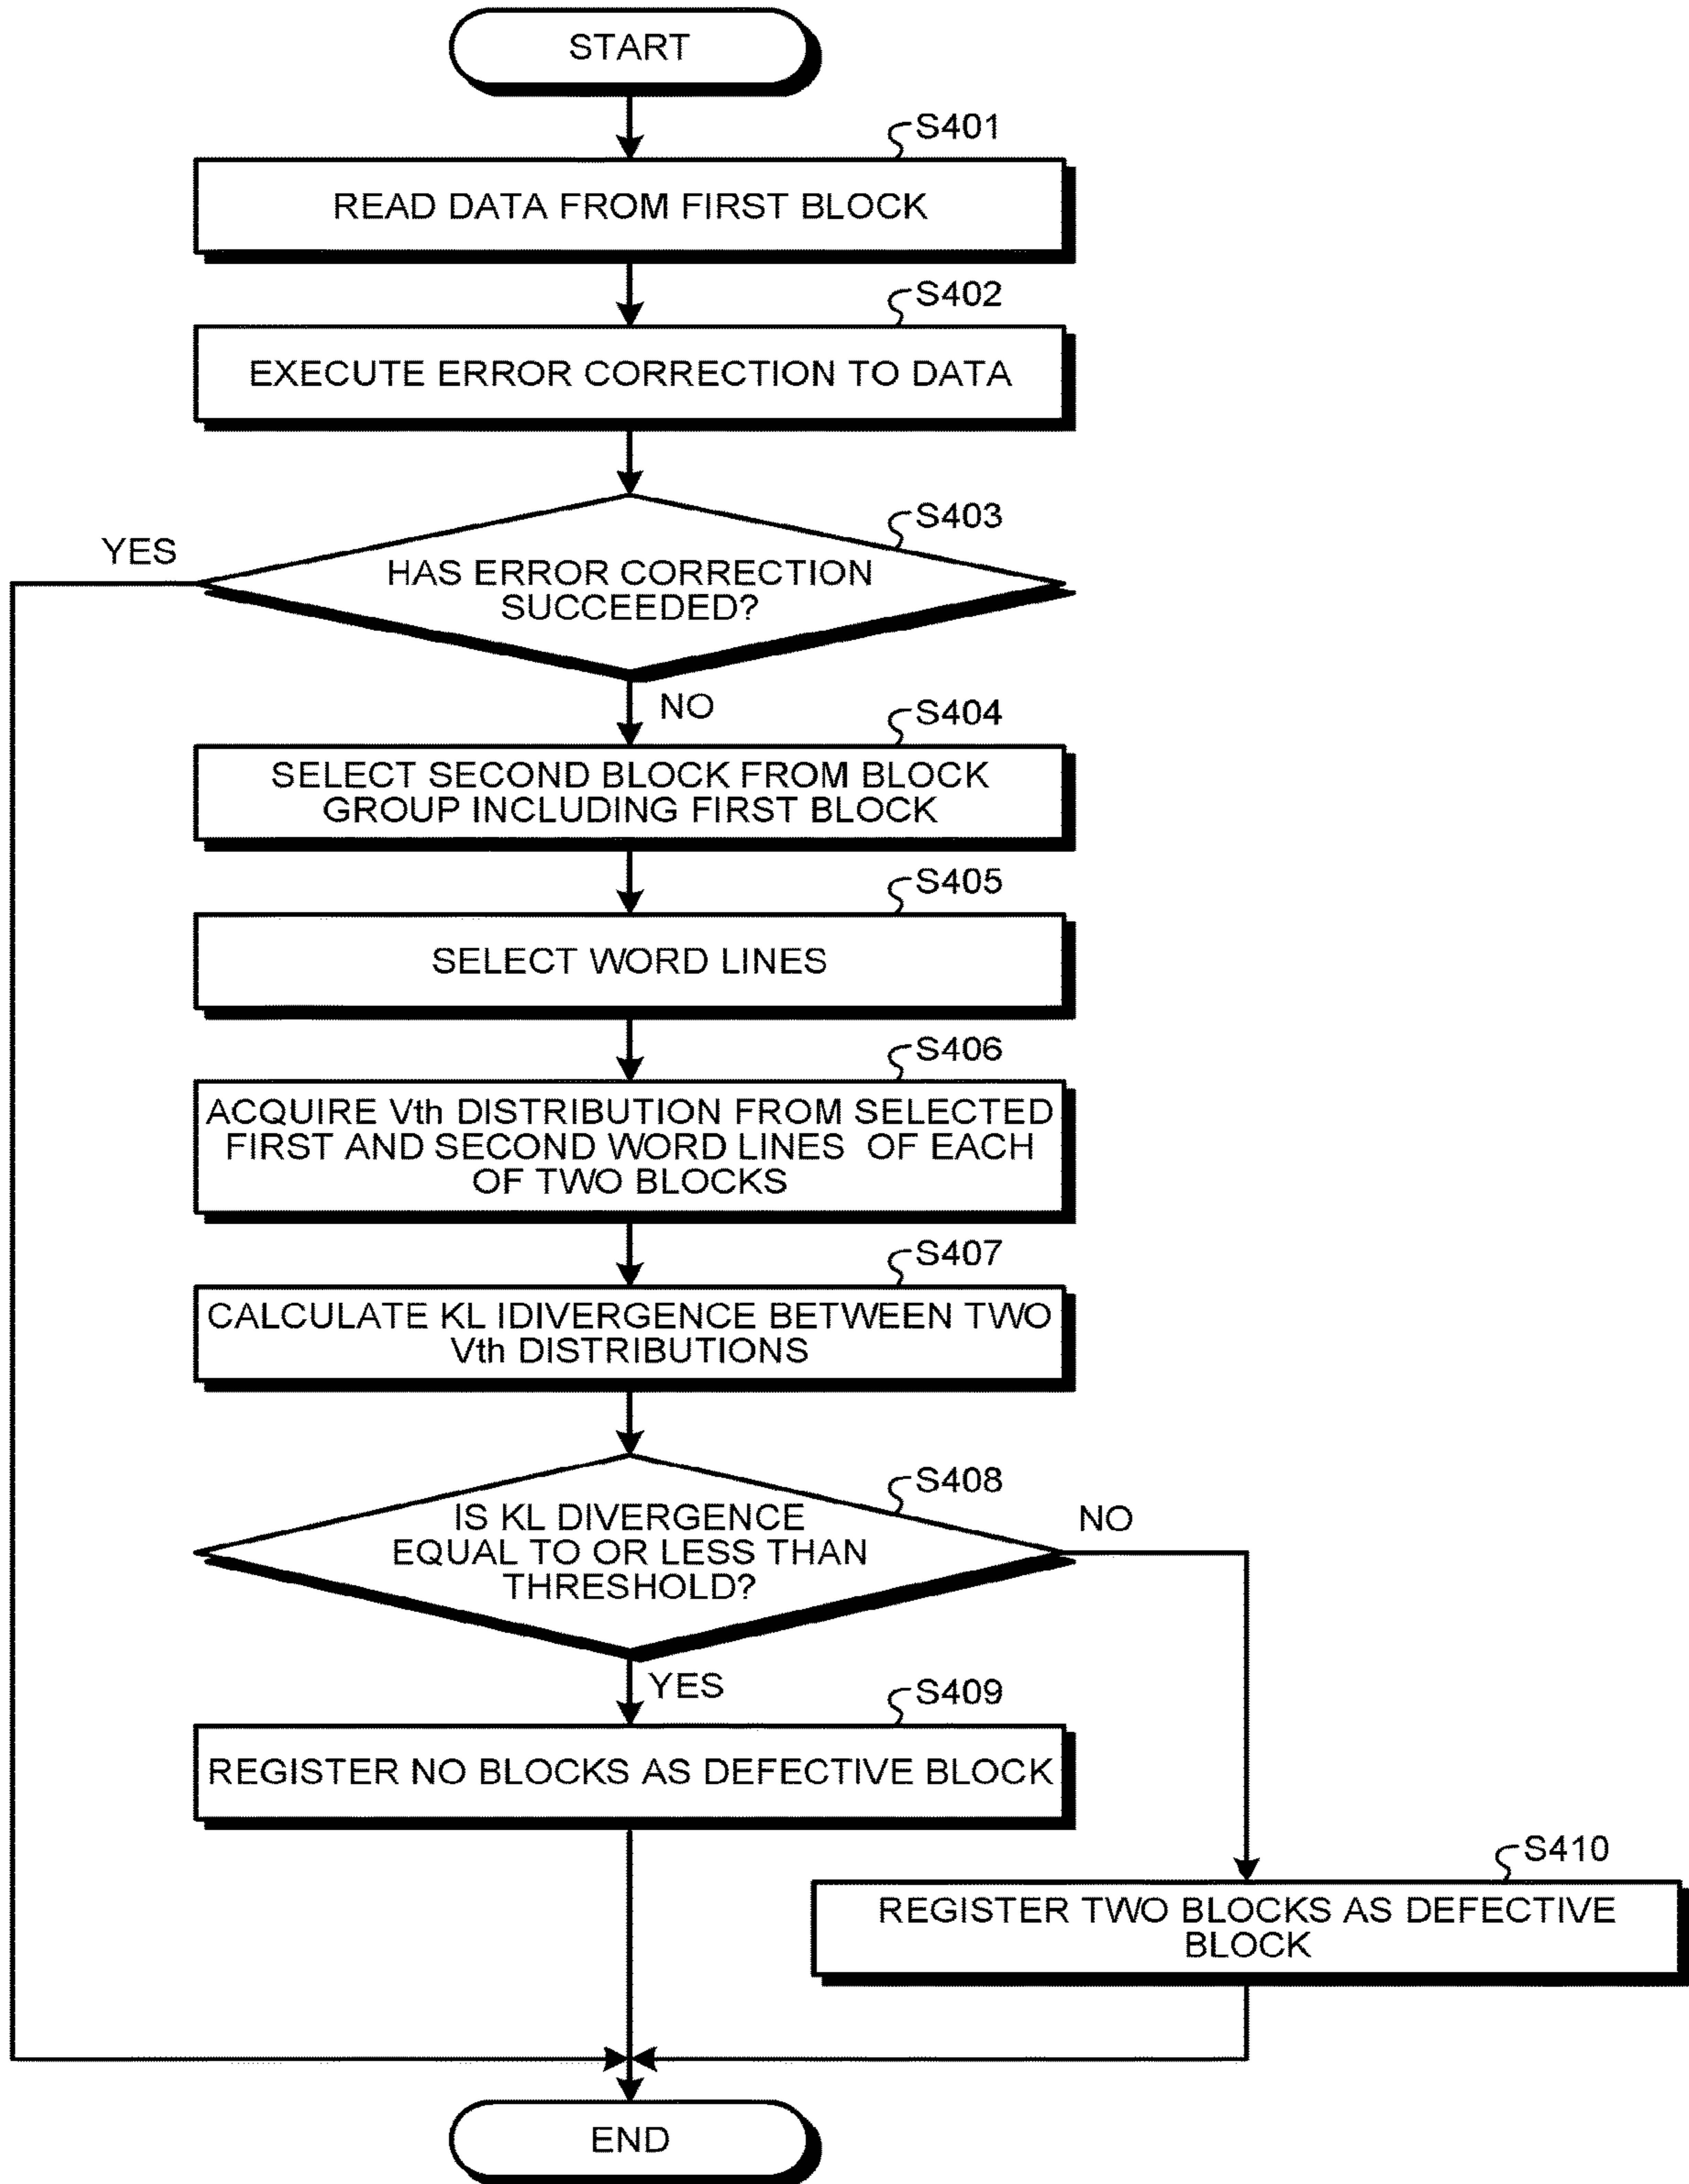 START
S401
READ DATA FROM FIRST BLOCK
S402
EXECUTE ERROR CORRECTION TO DATA
S403
YES
HAS ERROR CORRECTION
SUCCEEDED?
NO
S404
SELECT SECOND BLOCK FROM BLOCK
GROUP INCLUDING FIRST BLOCK
S405
SELECT WORD LINES
S406
ACQUIRE Vth DISTRIBUTION FROM SELECTED
FIRST AND SECOND WORD LINES OF EACH
OF TWO BLOCKS
S407
CALCULATE KL IDIVERGENCE BETWEEN TWO
Vth DISTRIBUTIONS
S408
IS KL DIVERGENCE
EQUAL TO OR LESS THAN
THRESHOLD?
NO
YES
S409
REGISTER NO BLOCKS AS DEFECTIVE BLOCK
S410
REGISTER TWO BLOCKS AS DEFECTIVE
BLOCK
END